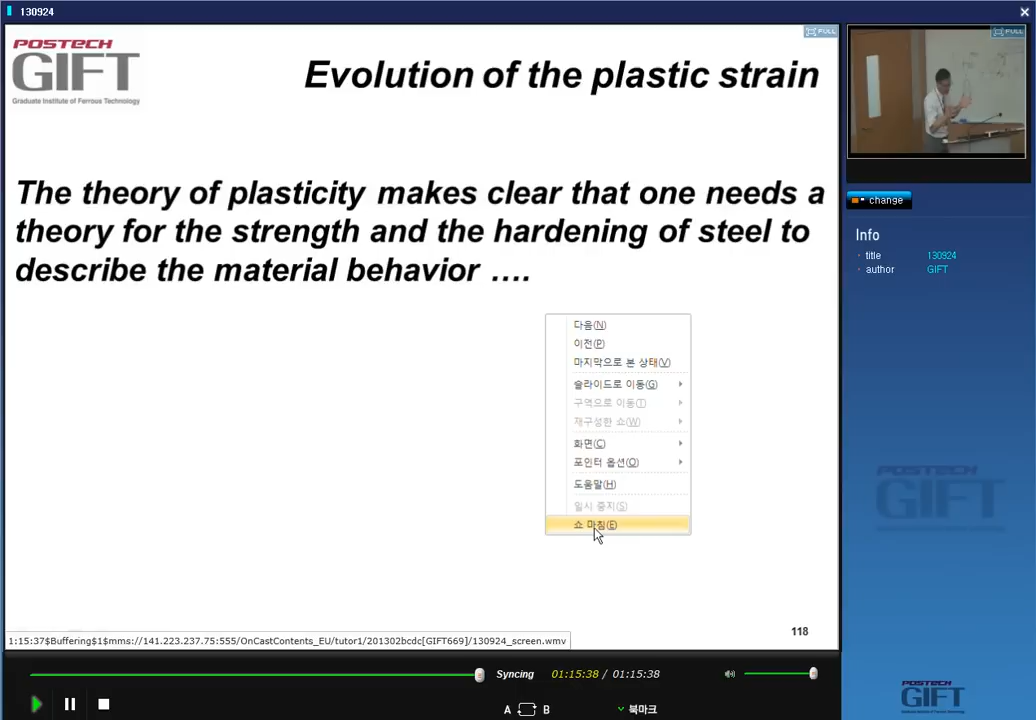 130924
FULL
POSTECH
GIFT
Graduate Institute of Ferrous Technology
Evolution of the plastic strain
The theory of plasticity makes clear that one needs a
theory for the strength and the hardening of steel to
describe the material behavior ....
다음(N)
이전(P)
마지막으로 본 상태(V)
슬라이드로 이동(G)
구역으로 이동(T)
재구성한 쇼(W)
화면(C)
포인터 옵션(O)
도움말(H)
일시 중지(S)
쇼 마침(E)
118
1:15:37$Buffering$1$mms://141.223.237.75:555/OnCastContents_EU/tutor1/201302bcdc[GIFT669]/130924_screen.wmv
Syncing 01:15:38 / 01:15:38
A B 북마크
FULL
change
Info
title 130924
author GIFT
POSTECH
GIFT
POSTECH
GIFT